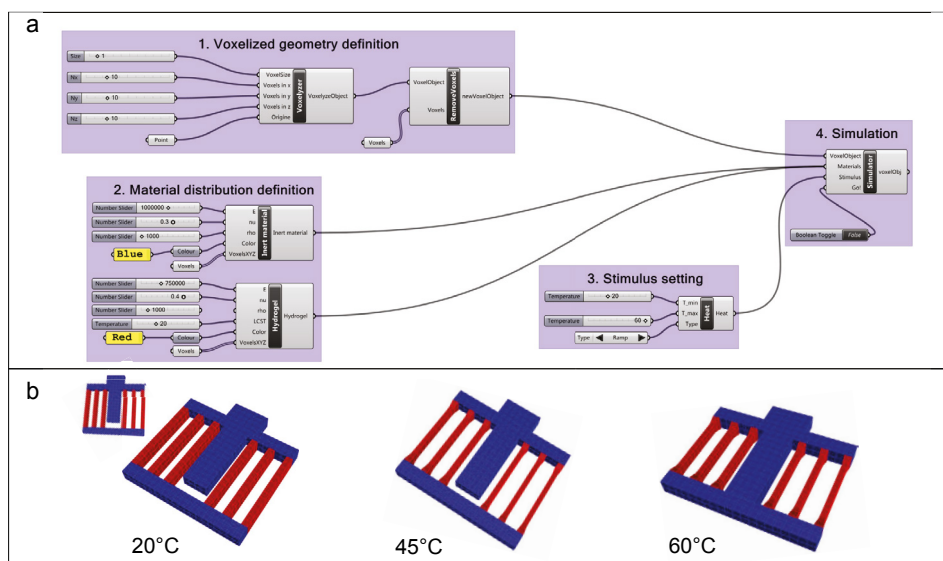 a
1. Voxelized geometry definition
Size 1
Nx 10
Ny 10
Nz 10
Point
VoxelSize
Voxels in x
Voxels in y
Voxels in z
Origine
Voxelyzer
VoxelyzeObject
VoxelObject
Voxels
RemoveVoxels
newVoxelObject
Voxels
2. Material distribution definition
Number Slider 1000000
Number Slider 0.3
Number Slider 1000
Blue
Colour
Voxels
E
nu
rho
Color
VoxelsXYZ
Inert material
Inert material
Number Slider 750000
Number Slider 0.4
Number Slider 1000
Temperature 20
Red
Colour
Voxels
E
nu
rho
LCST
Color
VoxelsXYZ
Hydrogel
Hydrogel
3. Stimulus setting
Temperature 20
Temperature 60
Type Ramp
T_min
T_max
Type
Heat
Heat
4. Simulation
VoxelObject
Materials
Stimulus
Go!
Simulator
voxelObj
Boolean Toggle False
b
20°C
45°C
60°C